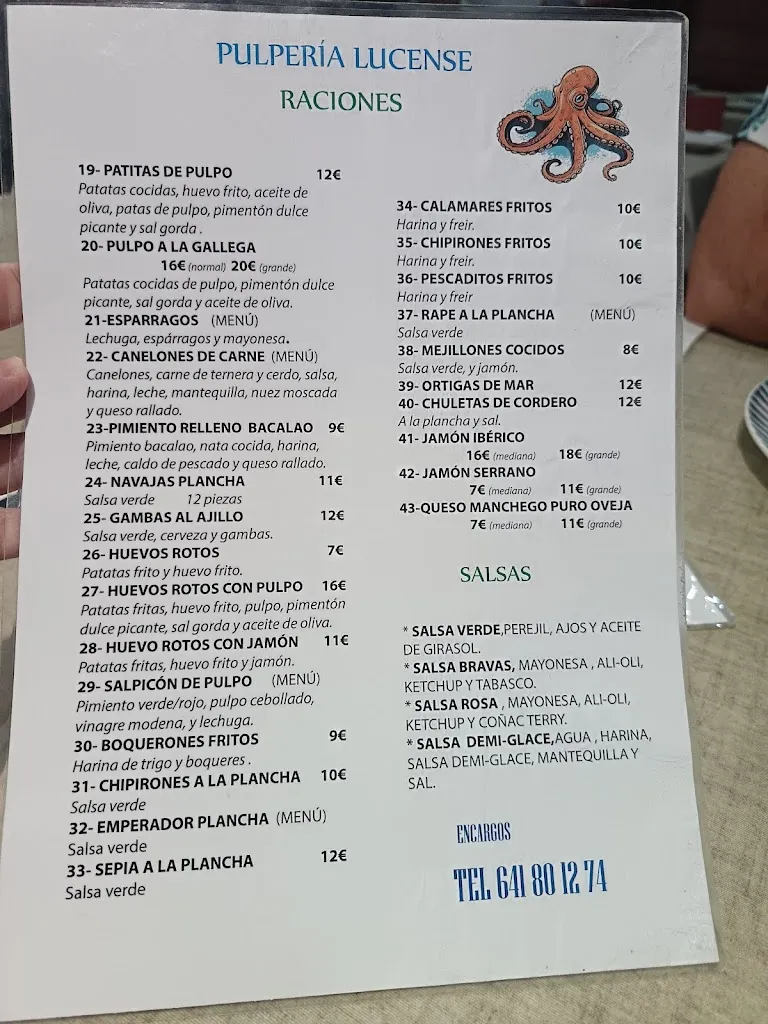 PULPERÍA LUCENSE
RACIONES
19- PATITAS DE PULPO 12€
Patatas cocidas, huevo frito, aceite de
oliva, patas de pulpo, pimentón dulce
picante y sal gorda .
20- PULPO A LA GALLEGA
16€ (normal) 20€ (grande)
Patatas cocidas de pulpo, pimentón dulce
picante, sal gorda y aceite de oliva.
21-ESPARRAGOS (MENÚ)
Lechuga, espárragos y mayonesa.
22- CANELONES DE CARNE (MENÚ)
Canelones, carne de ternera y cerdo, salsa,
harina, leche, mantequilla, nuez moscada
y queso rallado.
23-PIMIENTO RELLENO BACALAO 9€
Pimiento bacalao, nata cocida, harina,
leche, caldo de pescado y queso rallado.
24- NAVAJAS PLANCHA 11€
Salsa verde 12 piezas
25- GAMBAS AL AJILLO 12€
Salsa verde, cerveza y gambas.
26- HUEVOS ROTOS 7€
Patatas frito y huevo frito.
27- HUEVOS ROTOS CON PULPO 16€
Patatas fritas, huevo frito, pulpo, pimentón
dulce picante, sal gorda y aceite de oliva.
28- HUEVO ROTOS CON JAMÓN 11€
Patatas fritas, huevo frito y jamón.
29- SALPICÓN DE PULPO (MENÚ)
Pimiento verde/rojo, pulpo cebollado,
vinagre modena, y lechuga.
30- BOQUERONES FRITOS 9€
Harina de trigo y boqueres .
31- CHIPIRONES A LA PLANCHA 10€
Salsa verde
32- EMPERADOR PLANCHA (MENÚ)
Salsa verde
33- SEPIA A LA PLANCHA 12€
Salsa verde
34- CALAMARES FRITOS 10€
Harina y freir.
35- CHIPIRONES FRITOS 10€
Harina y freir.
36- PESCADITOS FRITOS 10€
Harina y freir
37- RAPE A LA PLANCHA (MENÚ)
Salsa verde
38- MEJILLONES COCIDOS 8€
Salsa verde, y jamón.
39- ORTIGAS DE MAR 12€
40- CHULETAS DE CORDERO 12€
A la plancha y sal.
41- JAMÓN IBÉRICO
16€ (mediana) 18€ (grande)
42- JAMÓN SERRANO
7€ (mediana) 11€ (grande)
43-QUESO MANCHEGO PURO OVEJA
7€ (mediana) 11€ (grande)
SALSAS
* SALSA VERDE,PEREJIL, AJOS Y ACEITE
DE GIRASOL.
* SALSA BRAVAS, MAYONESA , ALI-OLI,
KETCHUP Y TABASCO.
* SALSA ROSA , MAYONESA, ALI-OLI,
KETCHUP Y COÑAC TERRY.
* SALSA DEMI-GLACE,AGUA , HARINA,
SALSA DEMI-GLACE, MANTEQUILLA Y
SAL.
ENCARGOS
TEL 641 80 12 74